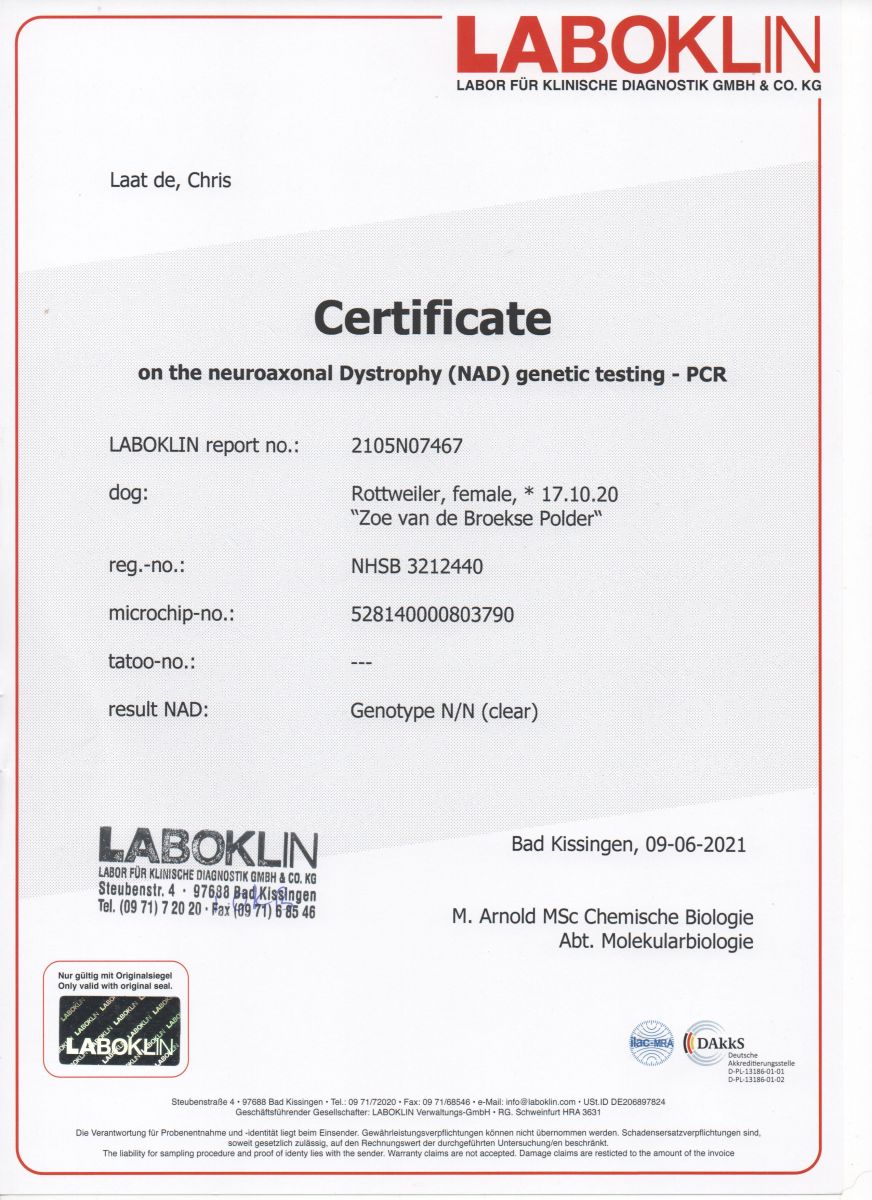 LABOKLIN
LABOR FÜR KLINISCHE DIAGNOSTIK GMBH & CO. KG
Laat de, Chris
Certificate
on the neuroaxonal Dystrophy (NAD) genetic testing - PCR
LABOKLIN report no.: 2105N07467
dog: Rottweiler, female, * 17.10.20
“Zoe van de Broekse Polder“
reg.-no.: NHSB 3212440
microchip-no.: 528140000803790
tatoo-no.: ---
result NAD: Genotype N/N (clear)
LABOKLIN
LABOR FÜR KLINISCHE DIAGNOSTIK GMBH & CO. KG
Steubenstr. 4 · 97688 Bad Kissingen
Tel. (09 71) 7 20 20 · Fax (09 71) 6 85 46
Bad Kissingen, 09-06-2021
M. Arnold MSc Chemische Biologie
Abt. Molekularbiologie
Nur gültig mit Originalsiegel
Only valid with original seal.
LABOKLIN
ilac-MRA
DAkkS
Deutsche
Akkreditierungsstelle
D-PL-13186-01-01
D-PL-13186-01-02
Steubenstraße 4 • 97688 Bad Kissingen • Tel.: 09 71/72020 • Fax: 09 71/68546 • e-Mail: info@laboklin.com • USt.ID DE206897824
Geschäftsführender Gesellschafter: LABOKLIN Verwaltungs-GmbH • RG. Schweinfurt HRA 3631
Die Verantwortung für Probenentnahme und -identität liegt beim Einsender. Gewährleistungsverpflichtungen können nicht übernommen werden. Schadensersatzverpflichtungen sind,
soweit gesetzlich zulässig, auf den Rechnungswert der durchgeführten Untersuchung/en beschränkt.
The liability for sampling procedure and proof of identy lies with the sender. Warranty claims are not accepted. Damage claims are resticted to the amount of the invoice